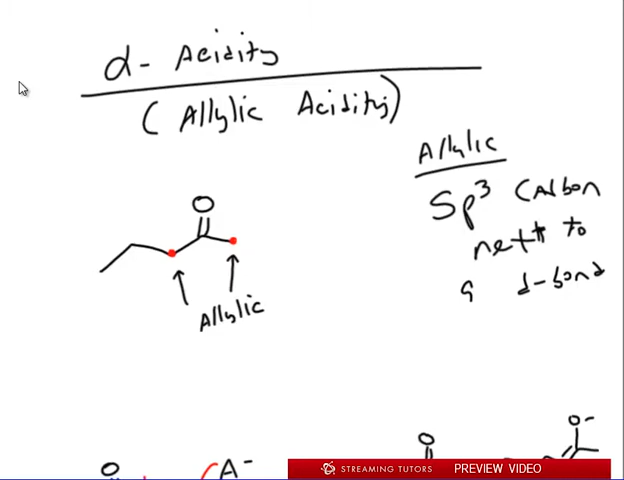 α- Acidity
(Allylic Acidity)
Allylic
Sp³ Carbon
next to
a d-bond
O
Allylic
O
A⁻
O
O⁻
STREAMING TUTORS PREVIEW VIDEO